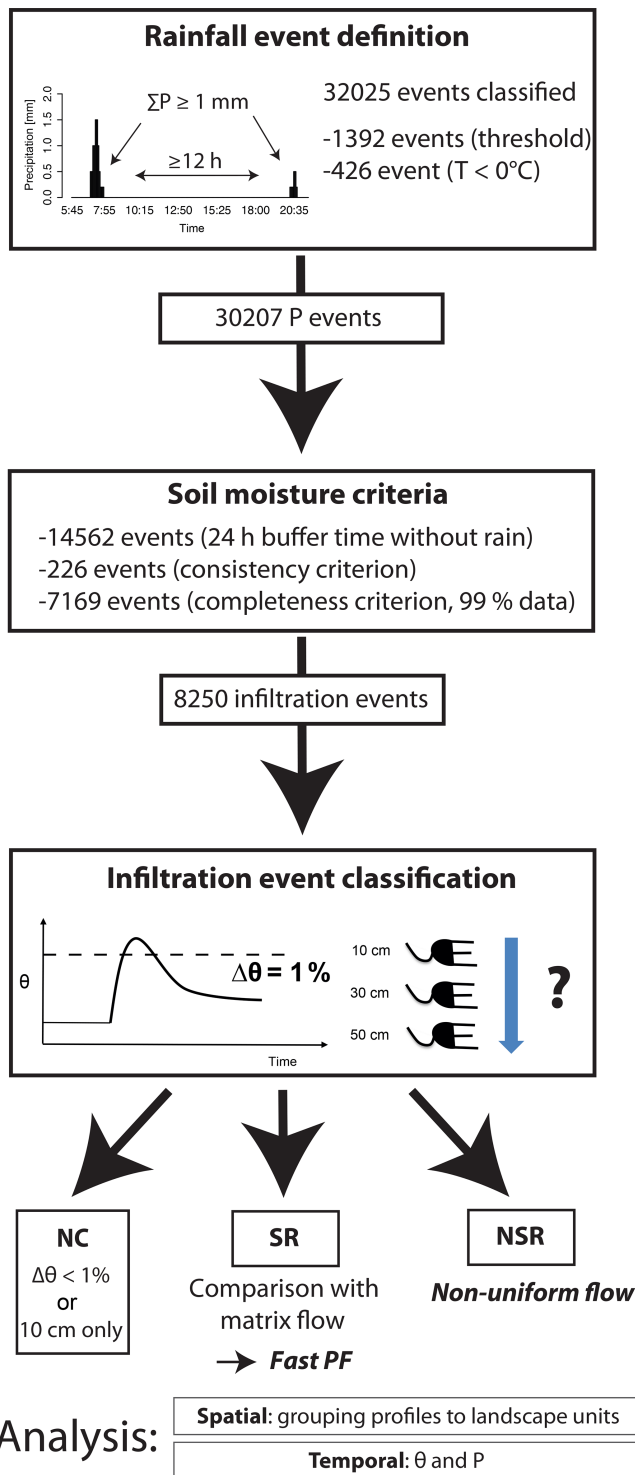 Rainfall event definition
Precipitation [mm]
2.0
1.5
1.0
0.5
0.0
∑P ≥ 1 mm
≥12 h
5:45 7:55 10:15 12:50 15:25 18:00 20:35
Time
32025 events classified
-1392 events (threshold)
-426 event (T < 0°C)
30207 P events
Soil moisture criteria
-14562 events (24 h buffer time without rain)
-226 events (consistency criterion)
-7169 events (completeness criterion, 99 % data)
8250 infiltration events
Infiltration event classification
θ
Δθ = 1%
Time
10 cm
30 cm
50 cm
?
NC
Δθ < 1%
or
10 cm only
SR
Comparison with
matrix flow
Fast PF
NSR
Non-uniform flow
Analysis:
Spatial: grouping profiles to landscape units
Temporal: θ and P